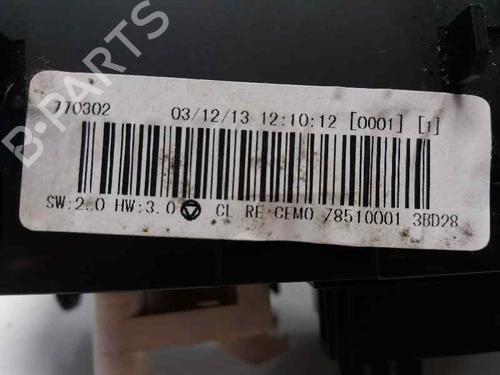 770302 03/12/13 12:10:12 [0001] [1]
SW:2.0 HW:3.0 CL RE CEMO 78510001 3BD28
B-PARTS